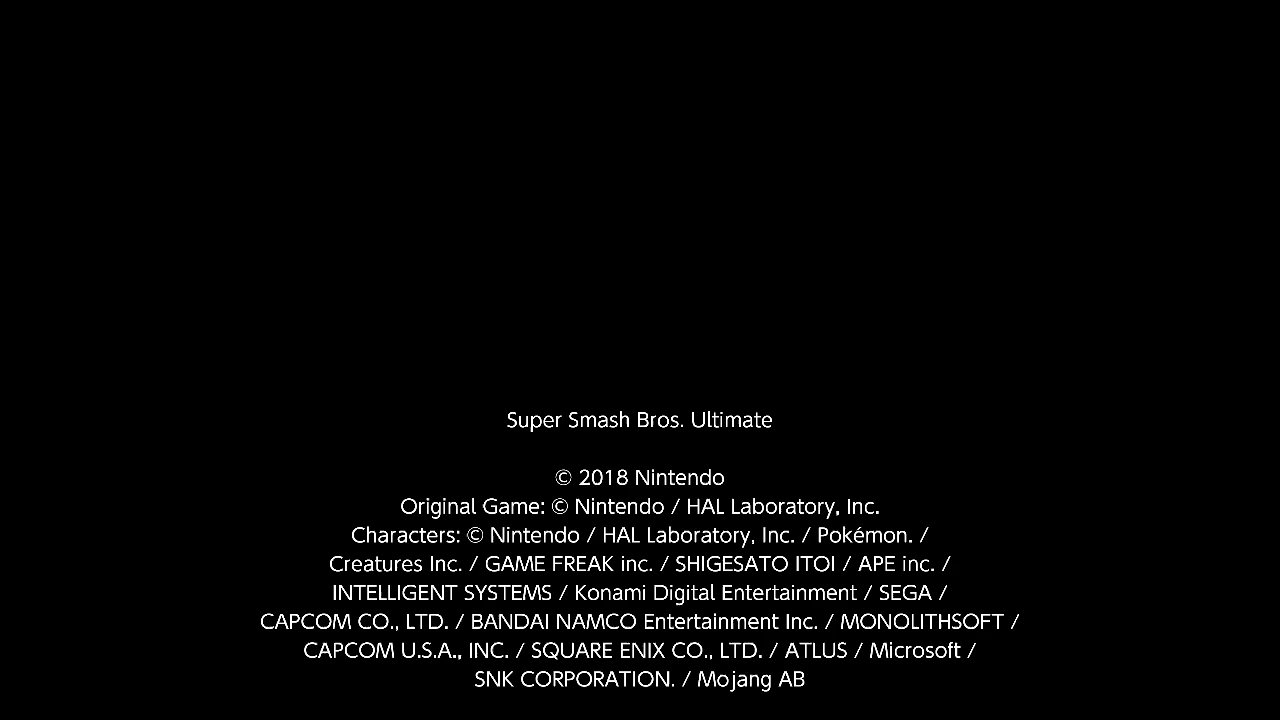 Super Smash Bros. Ultimate
© 2018 Nintendo
Original Game: © Nintendo / HAL Laboratory, Inc.
Characters: © Nintendo / HAL Laboratory, Inc. / Pokémon. /
Creatures Inc. / GAME FREAK inc. / SHIGESATO ITOI / APE inc. /
INTELLIGENT SYSTEMS / Konami Digital Entertainment / SEGA /
CAPCOM CO., LTD. / BANDAI NAMCO Entertainment Inc. / MONOLITHSOFT /
CAPCOM U.S.A., INC. / SQUARE ENIX CO., LTD. / ATLUS / Microsoft /
SNK CORPORATION. / Mojang AB